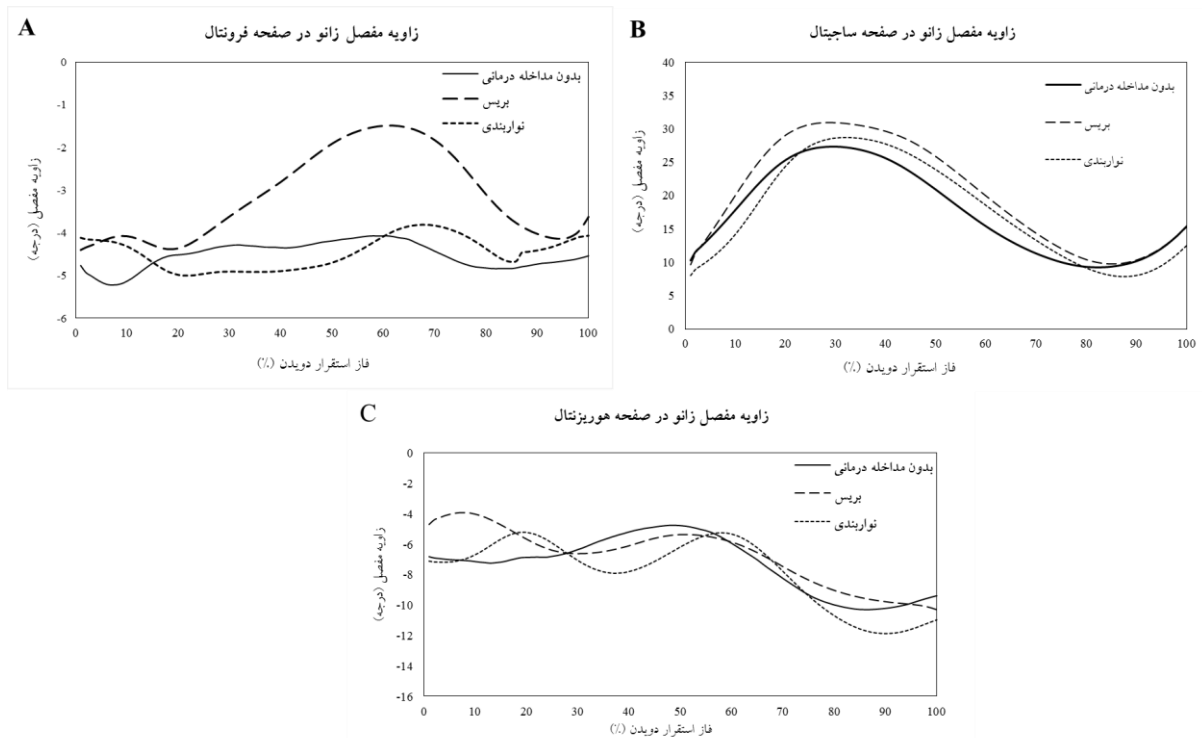 A
زاویه مفصل زانو در صفحه فرونتال
بدون مداخله درمانی
بریس
نواربندی
زاویه مفصل (درجه)
0
-1
-2
-3
-4
-5
-6
0 10 20 30 40 50 60 70 80 90 100
فاز استقرار دویدن (٪)
B
زاویه مفصل زانو در صفحه ساجیتال
بدون مداخله درمانی
بریس
نواربندی
زاویه مفصل (درجه)
40
35
30
25
20
15
10
5
0
0 10 20 30 40 50 60 70 80 90 100
فاز استقرار دویدن (٪)
C
زاویه مفصل زانو در صفحه هوریزنتال
بدون مداخله درمانی
بریس
نواربندی
زاویه مفصل (درجه)
0
-2
-4
-6
-8
-10
-12
-14
-16
0 10 20 30 40 50 60 70 80 90 100
فاز استقرار دویدن (٪)